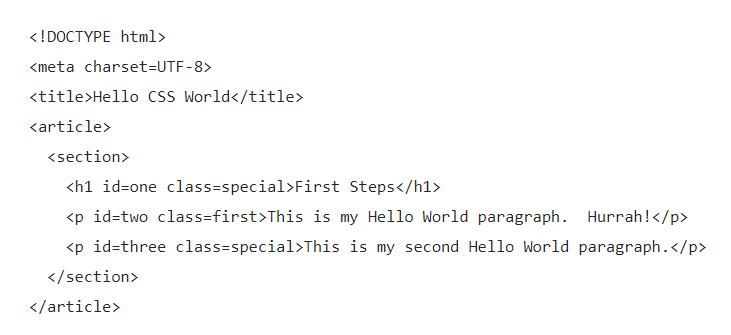 <!DOCTYPE html>
<meta charset=UTF-8>
<title>Hello CSS World</title>
<article>
  <section>
    <h1 id=one class=special>First Steps</h1>
    <p id=two class=first>This is my Hello World paragraph.  Hurrah!</p>
    <p id=three class=special>This is my second Hello World paragraph.</p>
  </section>
</article>